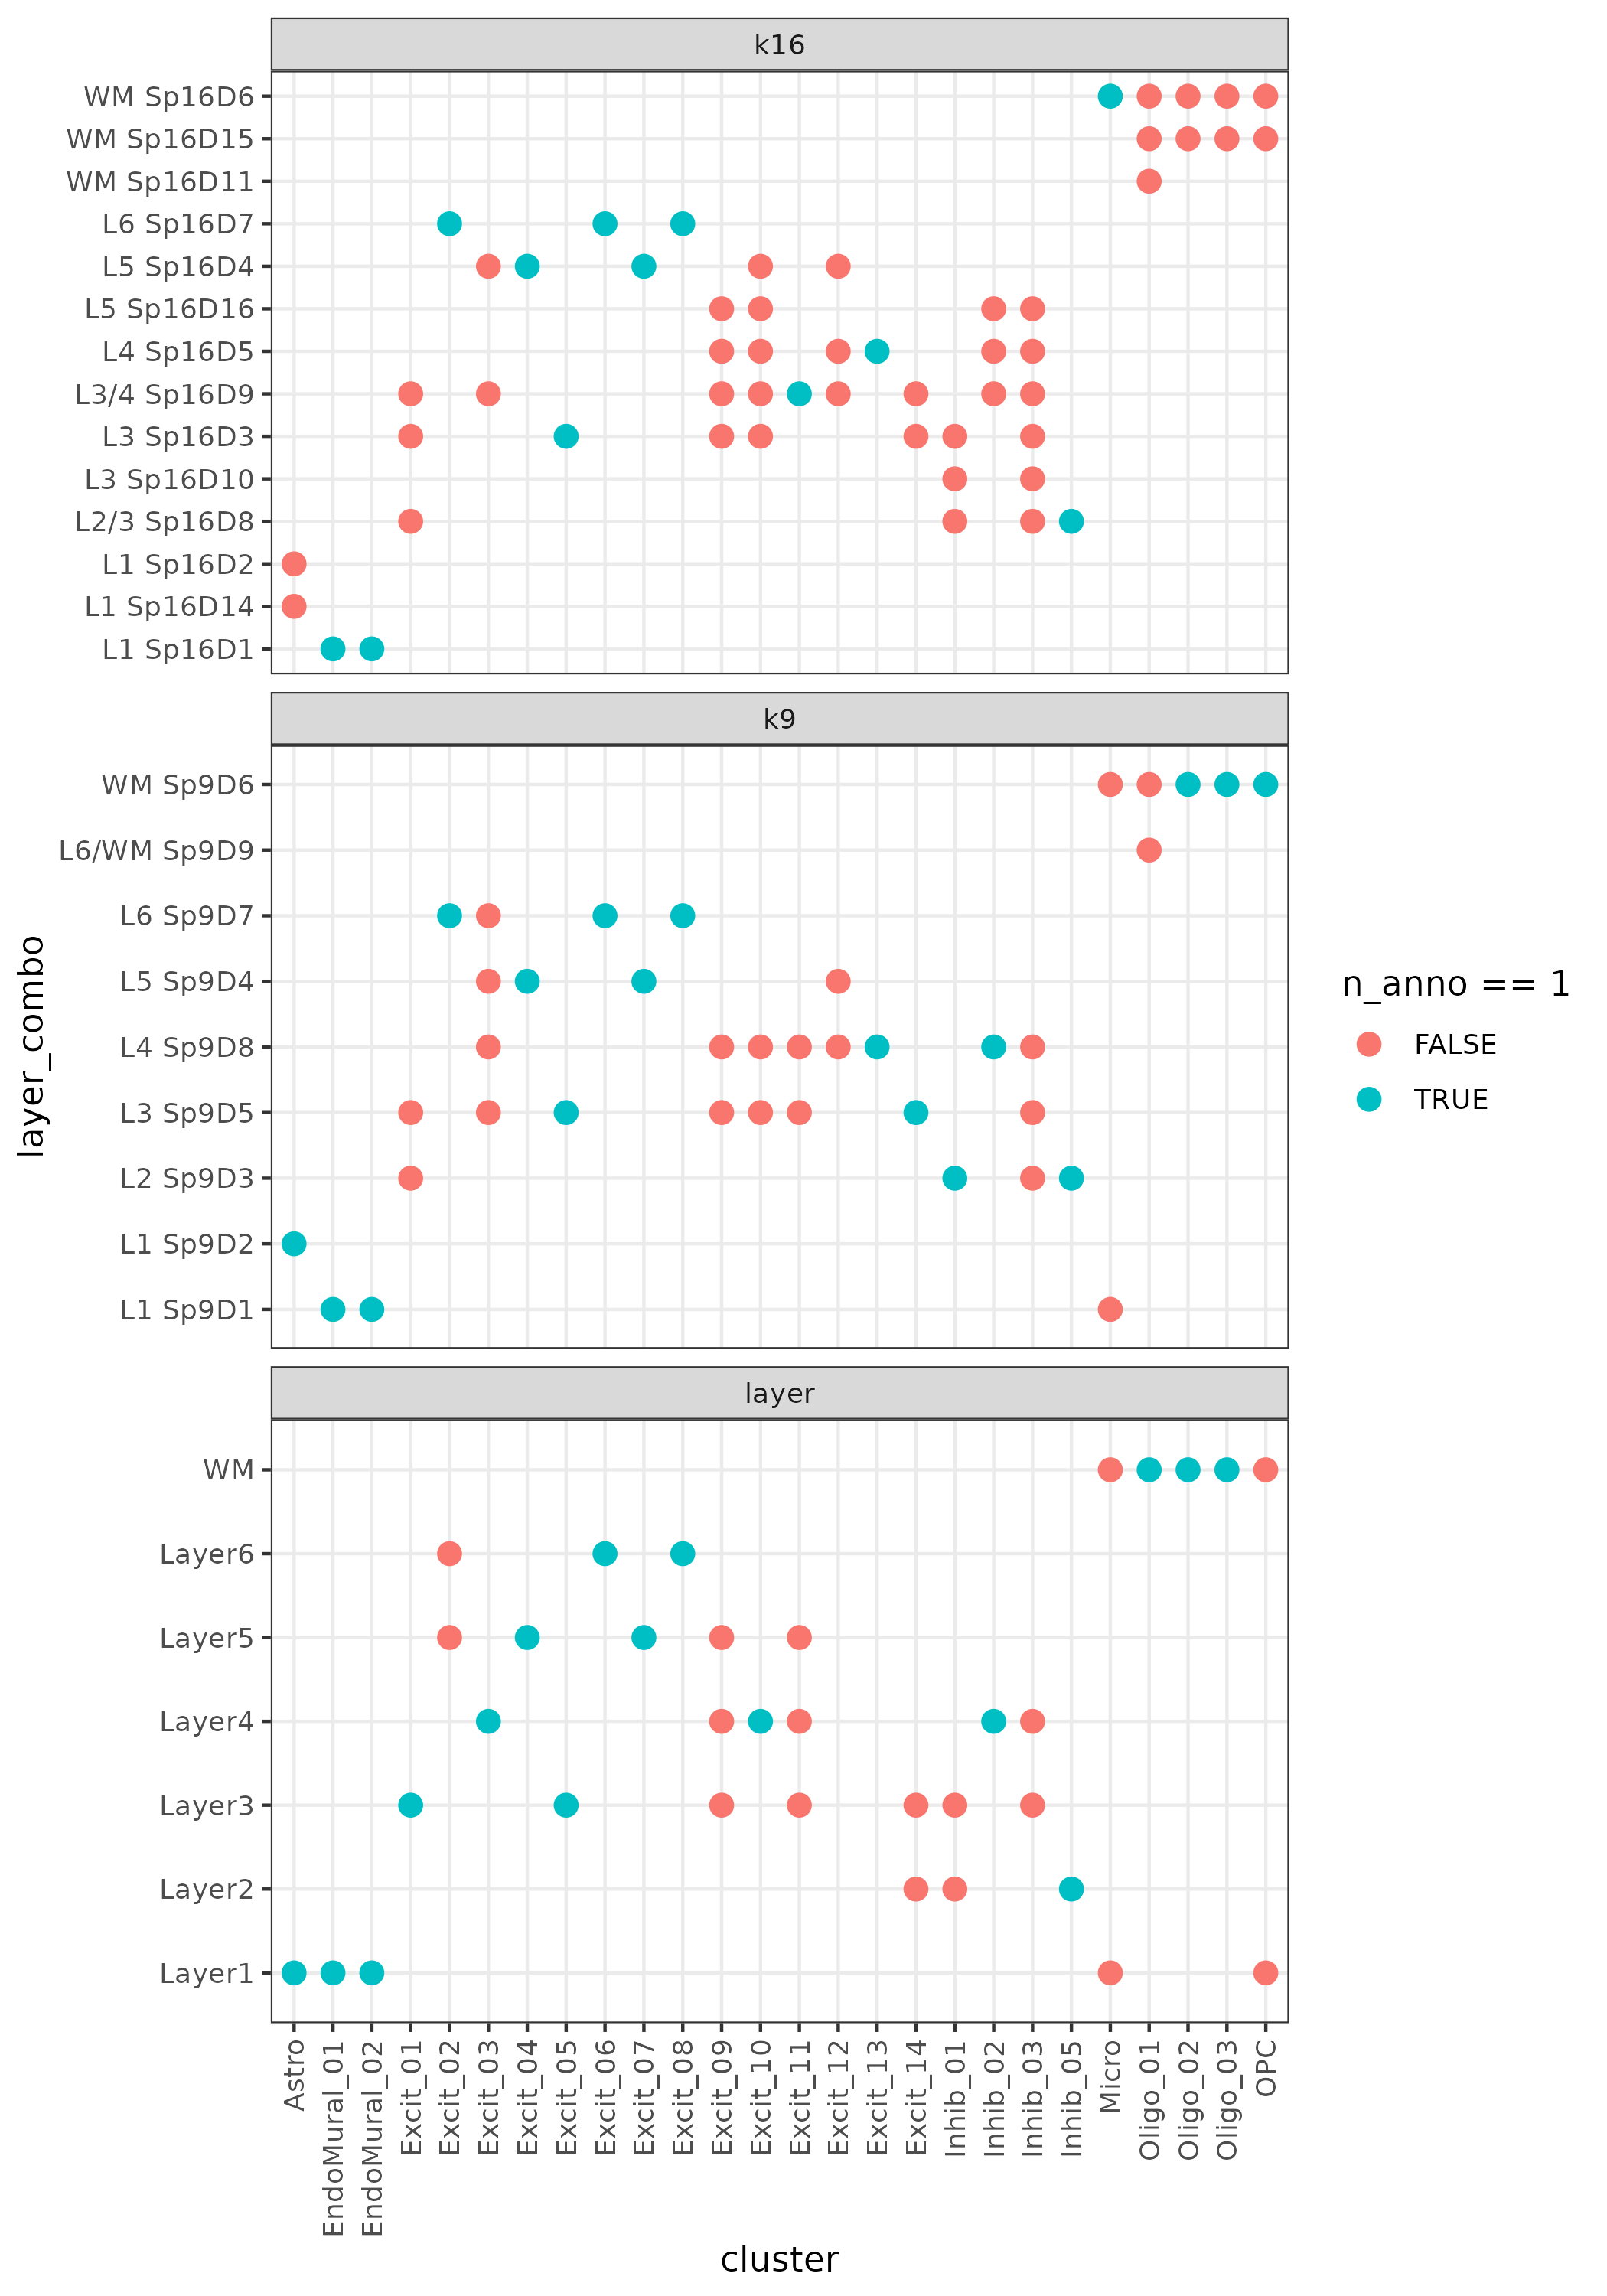 k16
WM Sp16D6
WM Sp16D15
WM Sp16D11
L6 Sp16D7
L5 Sp16D4
L5 Sp16D16
L4 Sp16D5
L3/4 Sp16D9
L3 Sp16D3
L3 Sp16D10
L2/3 Sp16D8
L1 Sp16D2
L1 Sp16D14
L1 Sp16D1
k9
WM Sp9D6
L6/WM Sp9D9
L6 Sp9D7
L5 Sp9D4
L4 Sp9D8
L3 Sp9D5
L2 Sp9D3
L1 Sp9D2
L1 Sp9D1
layer
WM
Layer6
Layer5
Layer4
Layer3
Layer2
Layer1
layer_combo
Astro
EndoMural_01
EndoMural_02
Excit_01
Excit_02
Excit_03
Excit_04
Excit_05
Excit_06
Excit_07
Excit_08
Excit_09
Excit_10
Excit_11
Excit_12
Excit_13
Excit_14
Inhib_01
Inhib_02
Inhib_03
Inhib_05
Micro
Oligo_01
Oligo_02
Oligo_03
OPC
cluster
n_anno == 1
FALSE
TRUE